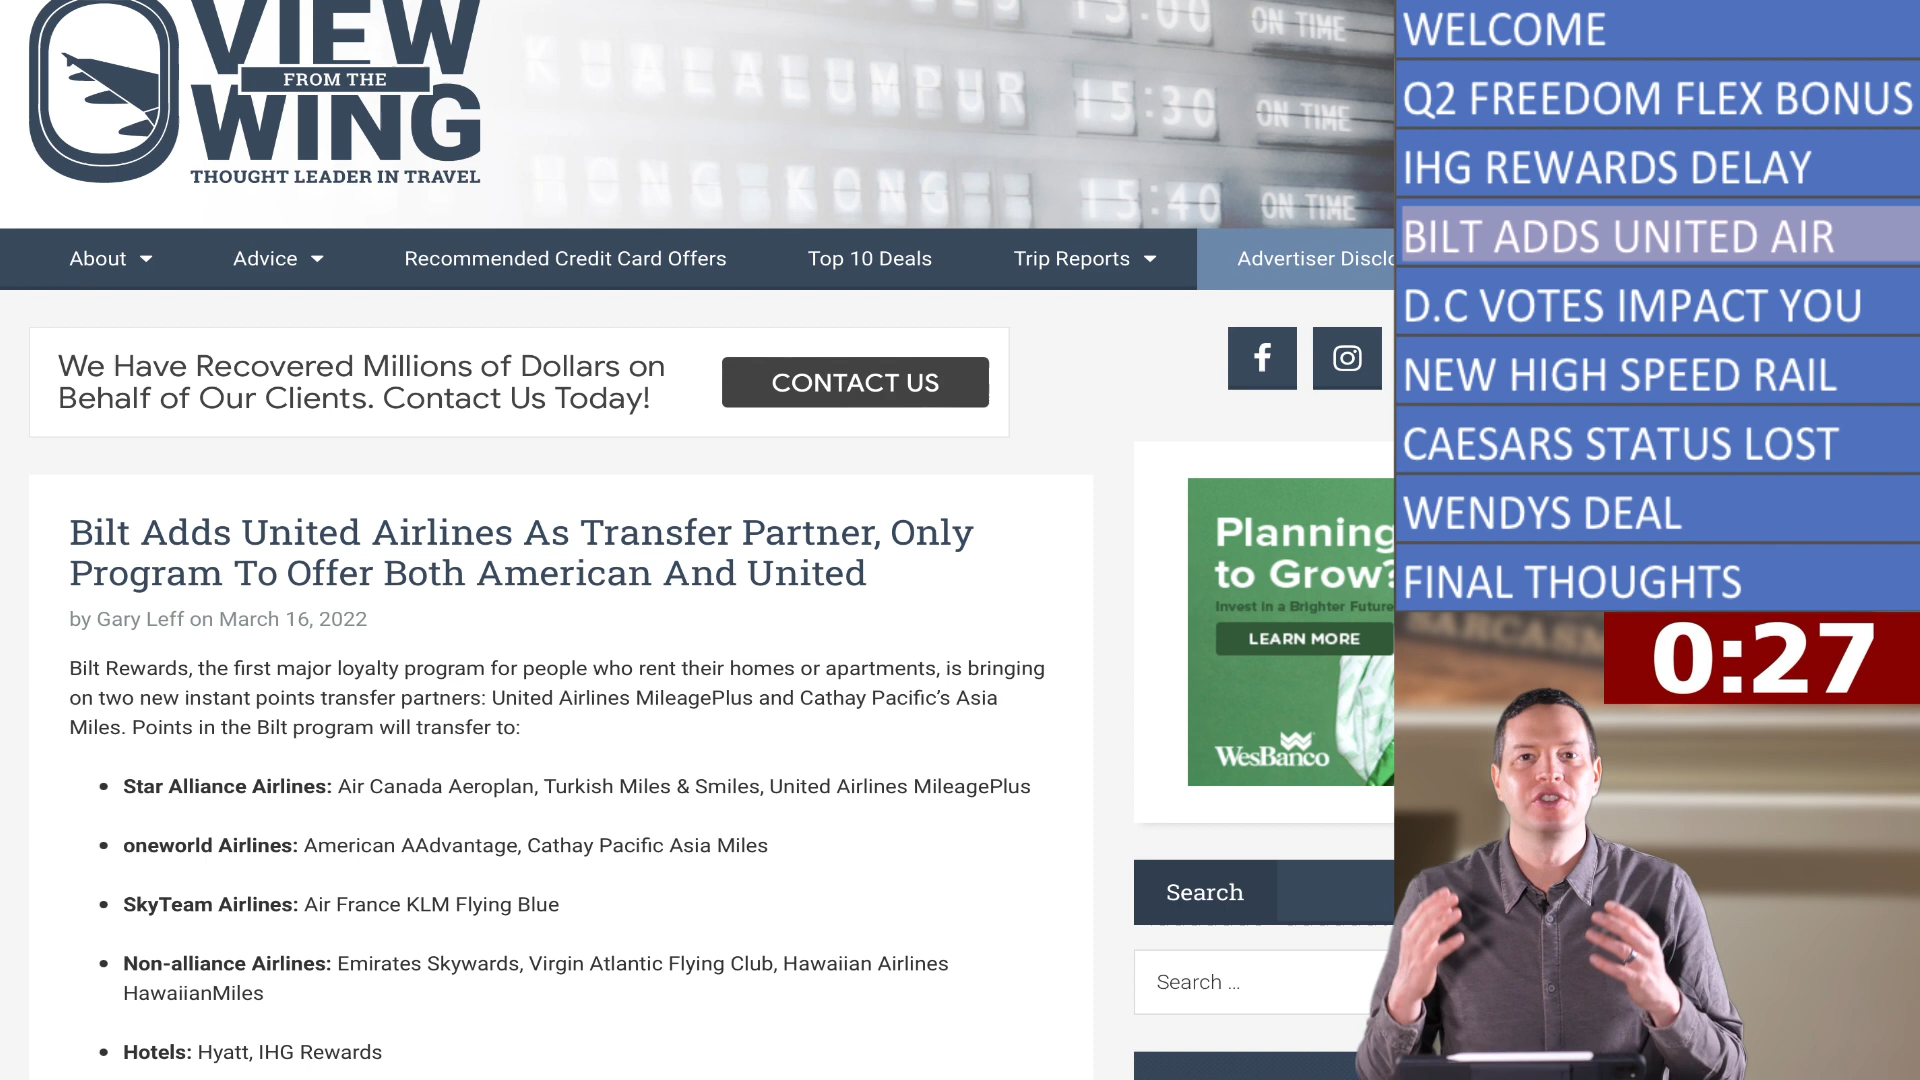 VIEW
FROM THE
WING
THOUGHT LEADER IN TRAVEL
15:00 ON TIME
KUALALUMPUR 15:30 ON TIME
HONG KONG 15:40 ON TIME
About
Advice
Recommended Credit Card Offers
Top 10 Deals
Trip Reports
Advertiser Disclo
We Have Recovered Millions of Dollars on
Behalf of Our Clients. Contact Us Today!
CONTACT US
Bilt Adds United Airlines As Transfer Partner, Only
Program To Offer Both American And United
by Gary Leff on March 16, 2022
Bilt Rewards, the first major loyalty program for people who rent their homes or apartments, is bringing
on two new instant points transfer partners: United Airlines MileagePlus and Cathay Pacific’s Asia
Miles. Points in the Bilt program will transfer to:
• Star Alliance Airlines: Air Canada Aeroplan, Turkish Miles & Smiles, United Airlines MileagePlus
• oneworld Airlines: American AAdvantage, Cathay Pacific Asia Miles
• SkyTeam Airlines: Air France KLM Flying Blue
• Non-alliance Airlines: Emirates Skywards, Virgin Atlantic Flying Club, Hawaiian Airlines
HawaiianMiles
• Hotels: Hyatt, IHG Rewards
Planning
to Grow?
Invest in a Brighter Future
LEARN MORE
WesBanco
Search
Search ...
WELCOME
Q2 FREEDOM FLEX BONUS
IHG REWARDS DELAY
BILT ADDS UNITED AIR
D.C VOTES IMPACT YOU
NEW HIGH SPEED RAIL
CAESARS STATUS LOST
WENDYS DEAL
FINAL THOUGHTS
SARCASM
0:27